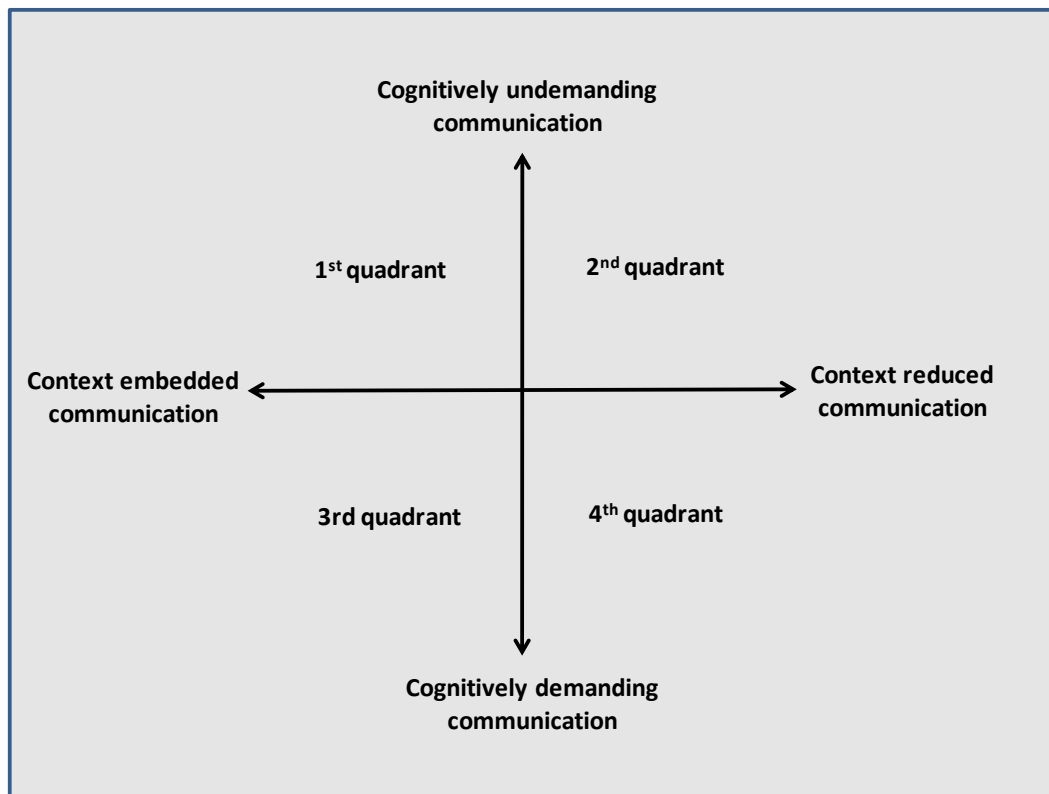 Cognitively undemanding
communication
1st quadrant
2nd quadrant
Context embedded
communication
Context reduced
communication
3rd quadrant
4th quadrant
Cognitively demanding
communication